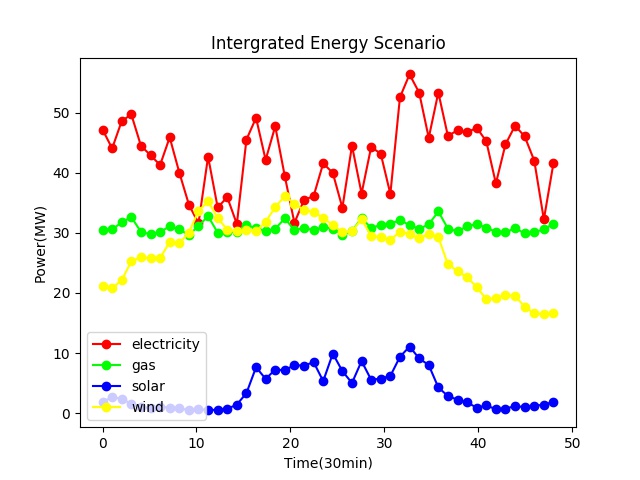 Intergrated Energy Scenario
Power(MW)
50
40
30
20
10
0
electricity
gas
solar
wind
0 10 20 30 40 50
Time(30min)